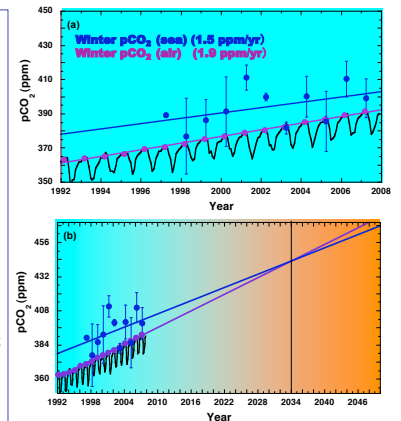 450
(a)
Winter pCO2 (sea) (1.5 ppm/yr)
430
Winter pCO2 (air) (1.9 ppm/yr)
pCO2 (ppm)
410
390
370
350
1992 1994 1996 1998 2000 2002 2004 2006 2008
Year
(b)
456
432
pCO2 (ppm)
408
384
360
1992 1998 2004 2010 2016 2022 2028 2034 2040 2046
Year